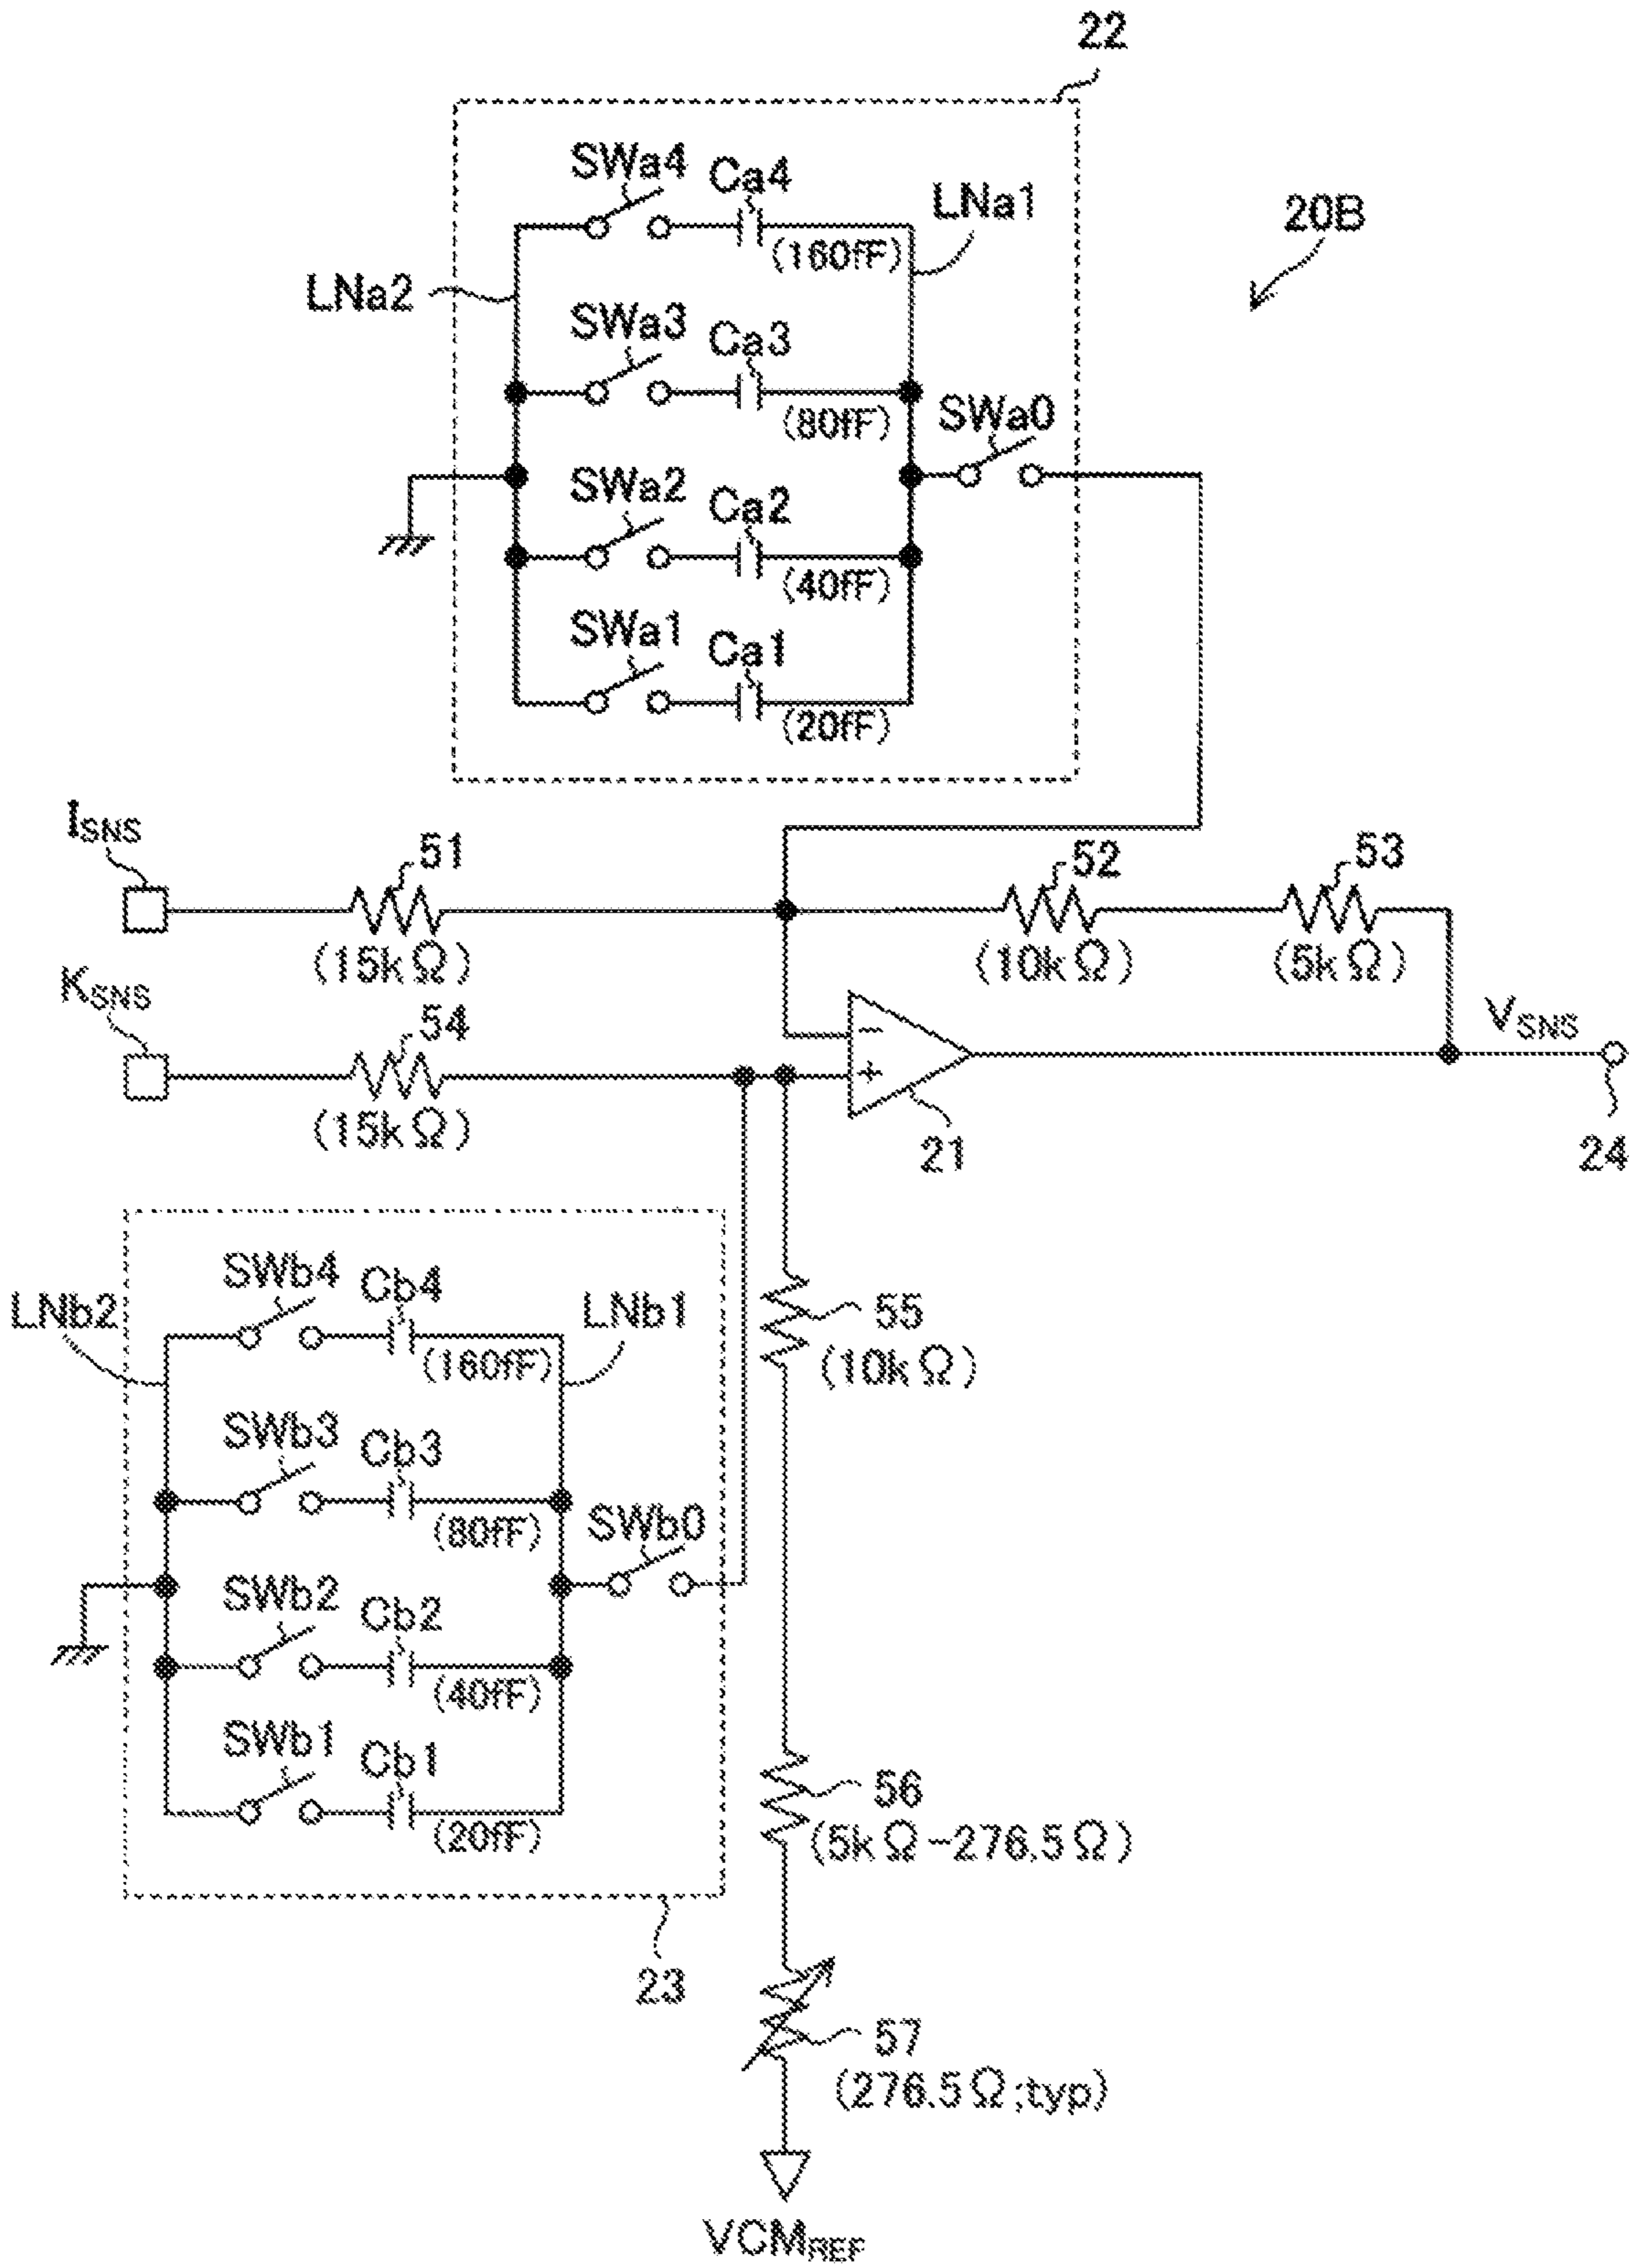 22
SWa4
Ca4
(160fF)
LNa1
20B
LNa2
SWa3
Ca3
(80fF)
SWa0
SWa2
Ca2
(40fF)
SWa1
Ca1
(20fF)
ISNS
51
(15kΩ)
52
(10kΩ)
53
(5kΩ)
KSNS
54
(15kΩ)
−
+
21
VSNS
24
SWb4
Cb4
(160fF)
LNb2
LNb1
55
(10kΩ)
SWb3
Cb3
(80fF)
SWb0
SWb2
Cb2
(40fF)
SWb1
Cb1
(20fF)
56
(5kΩ−276.5Ω)
23
57
(276.5Ω;typ)
VCMREF